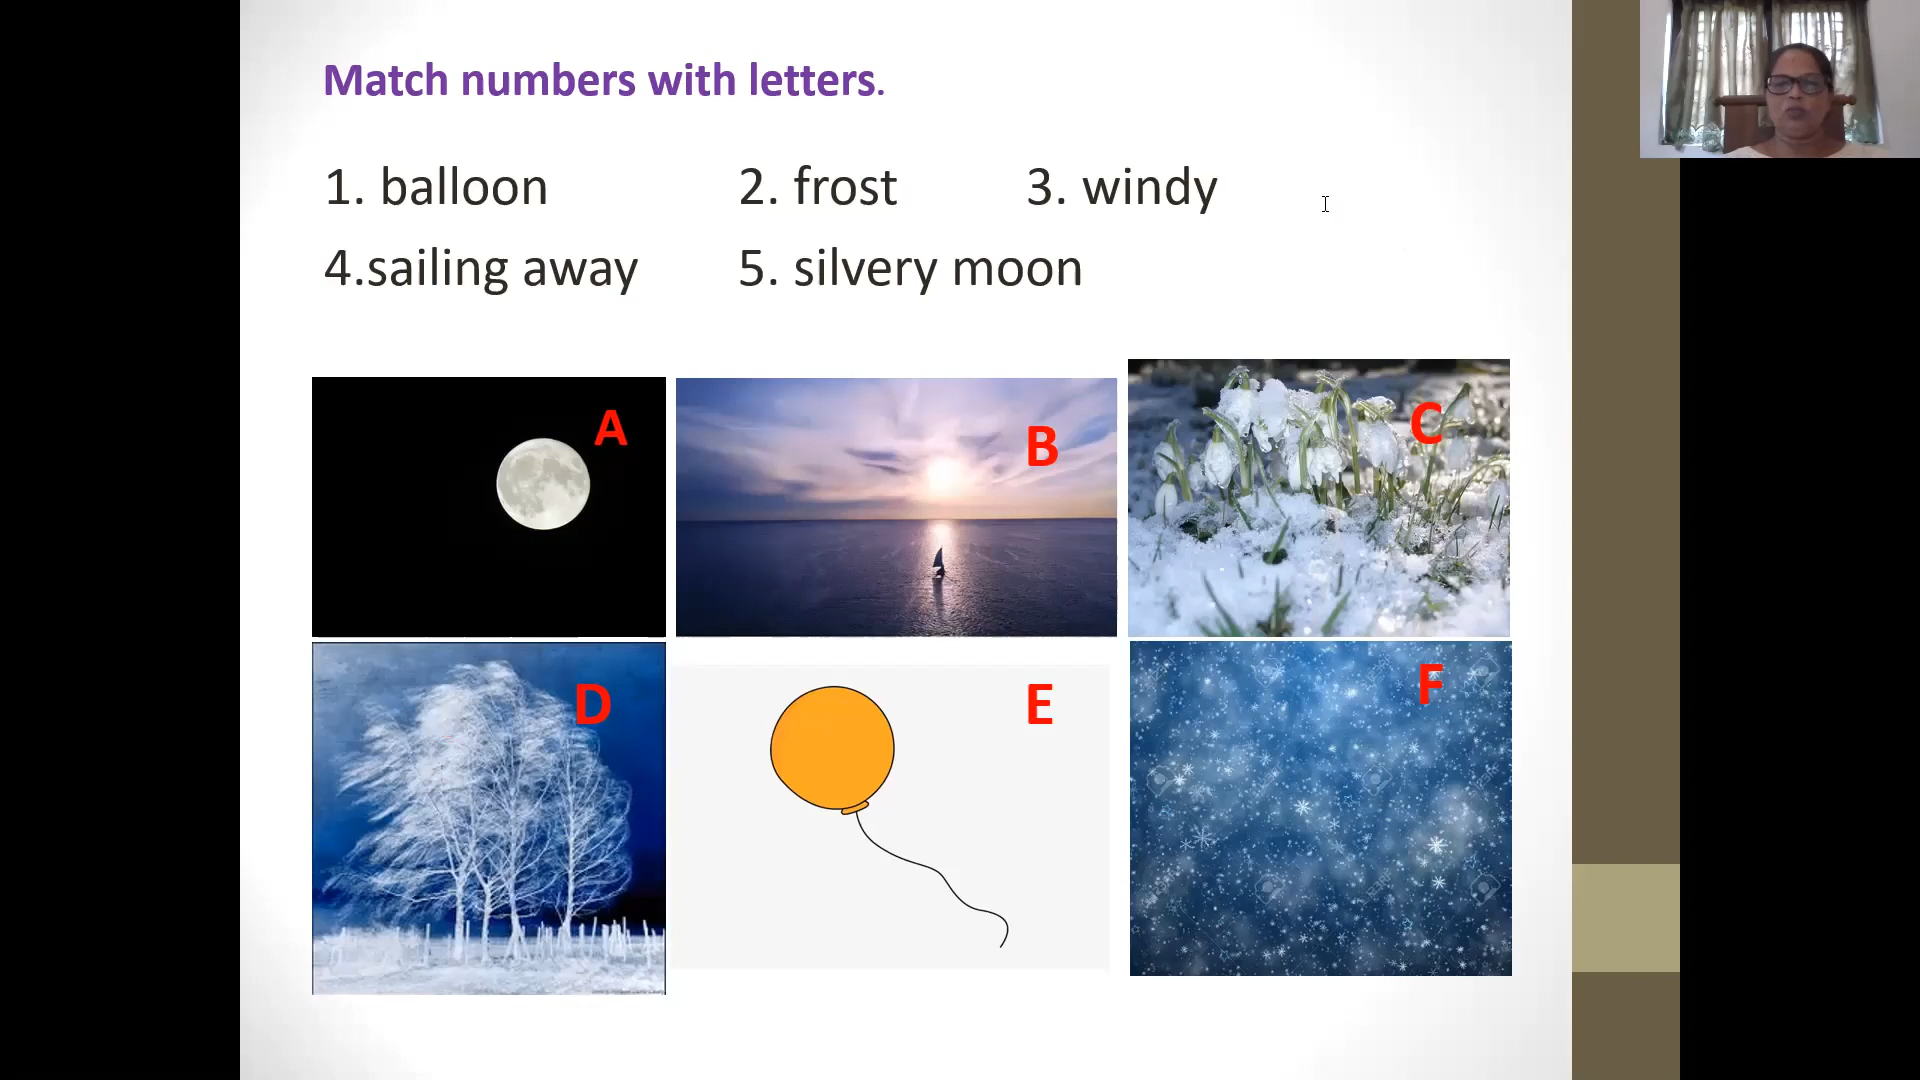 Match numbers with letters.
1. balloon 2. frost 3. windy
4.sailing away 5. silvery moon
A
B
C
D
E
F